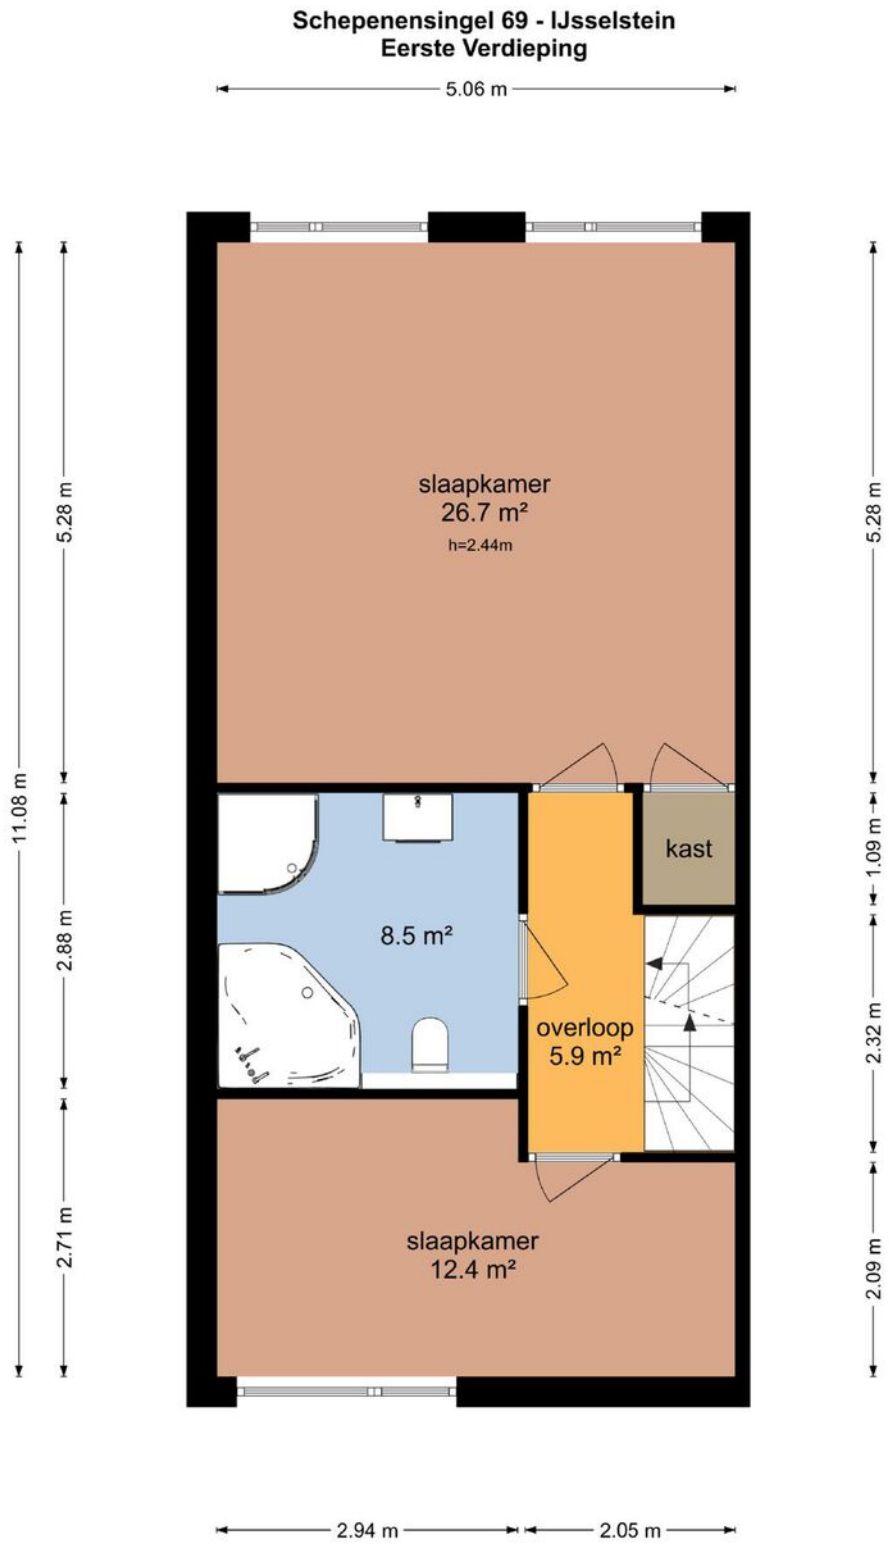 Schepenensingel 69 - IJsselstein
Eerste Verdieping
5.06 m
5.28 m
5.28 m
slaapkamer
26.7 m²
h=2.44m
11.08 m
1.09 m
kast
2.88 m
8.5 m²
2.32 m
overloop
5.9 m²
2.71 m
2.09 m
slaapkamer
12.4 m²
2.94 m
2.05 m